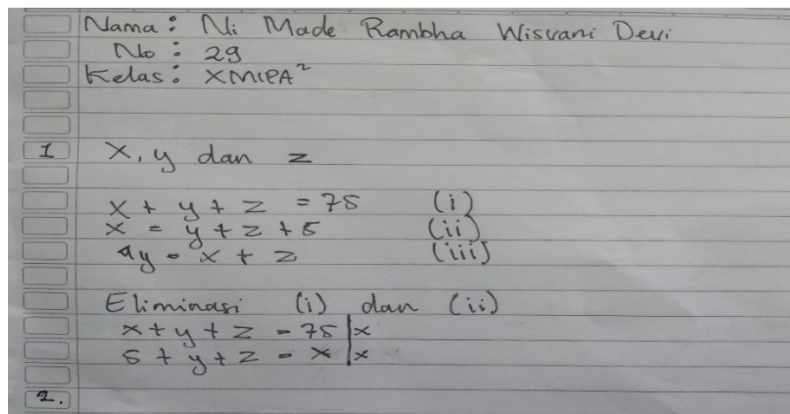 Nama : Ni Made Rambha Wisvani Devi
No : 29
Kelas : XMIPA²
1 X, y dan z
x + y + z = 75 (i)
x = y + z + 5 (ii)
4y = x + z (iii)
Eliminasi (i) dan (ii)
x + y + z = 75 | x
5 + y + z = x | x
2.